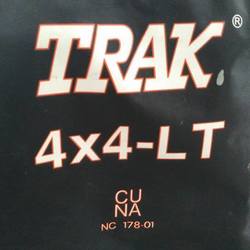 TRAK ®
4x4-LT
CU
NA
NC 178-01